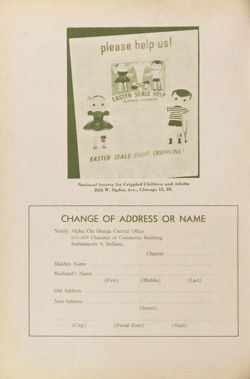 please help us!
EASTER SEALS HELP
CRIPPLED CHILDREN
EASTER SEALS FIGHT CRIPPLING!
National Society for Crippled Children and Adults
2023 W. Ogden Ave., Chicago 12, Ill.
CHANGE OF ADDRESS OR NAME
Notify Alpha Chi Omega Central Office
611-619 Chamber of Commerce Building
Indianapolis 4, Indiana
Chapter
Maiden Name
Husband's Name
(First) (Middle) (Last)
Old Address
New Address
(Street)
(City) (Postal Zone) (State)